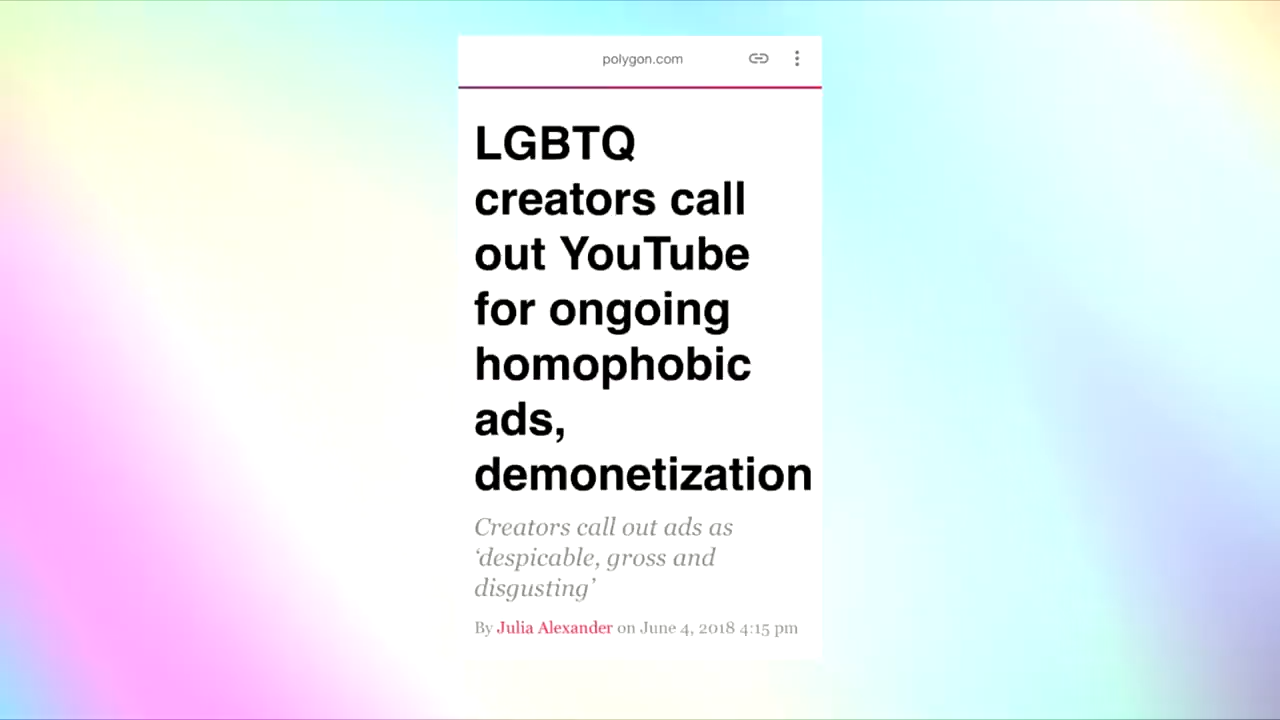 polygon.com
LGBTQ
creators call
out YouTube
for ongoing
homophobic
ads,
demonetization
Creators call out ads as
‘despicable, gross and
disgusting’
By Julia Alexander on June 4, 2018 4:15 pm